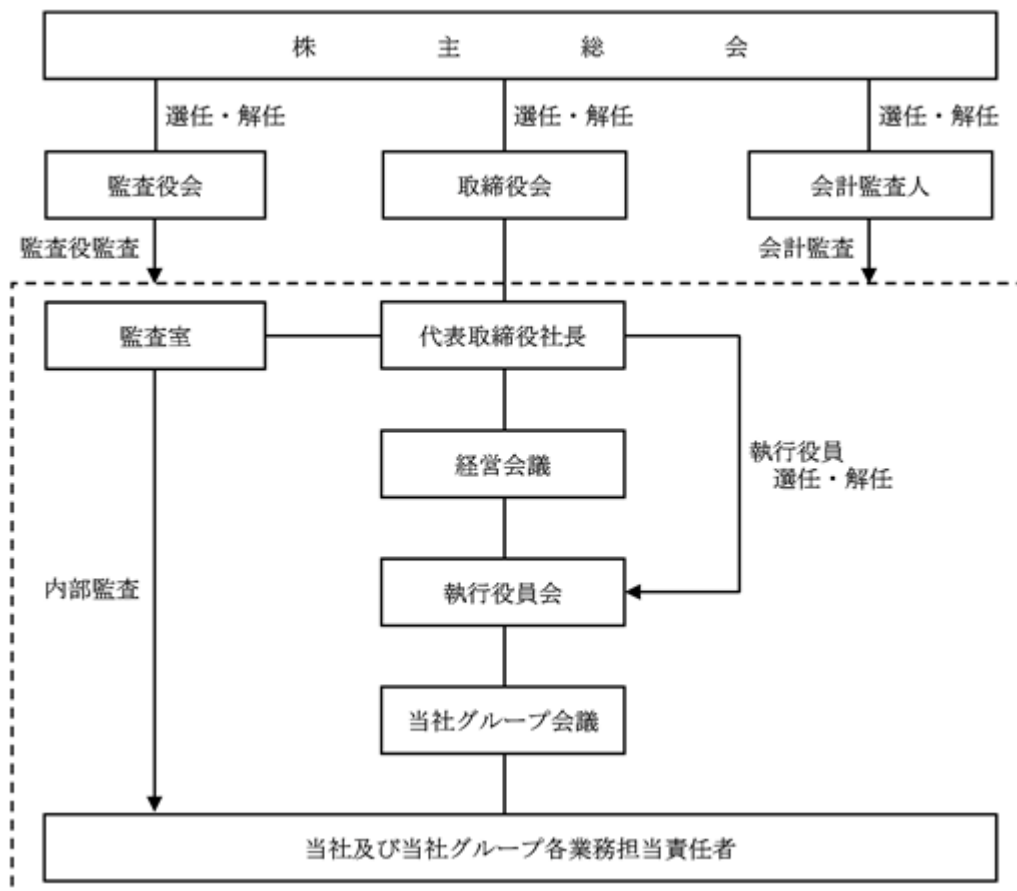 株主総会
選任・解任
選任・解任
選任・解任
監査役会
取締役会
会計監査人
監査役監査
会計監査
監査室
代表取締役社長
経営会議
執行役員
選任・解任
内部監査
執行役員会
当社グループ会議
当社及び当社グループ各業務担当責任者